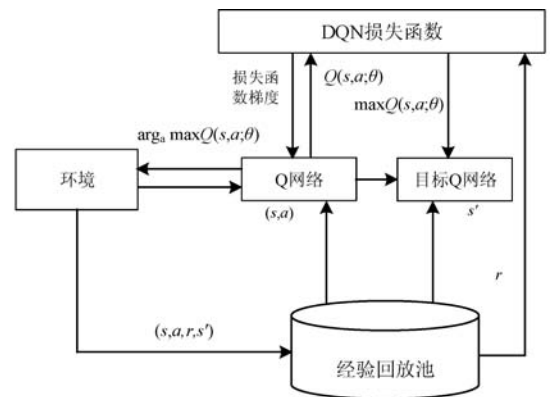 DQN损失函数
损失函
数梯度
Q(s,a;θ)
maxQ(s,a;θ)
argₐ maxQ(s,a;θ)
环境
Q网络
目标Q网络
(s,a)
s'
r
(s,a,r,s')
经验回放池